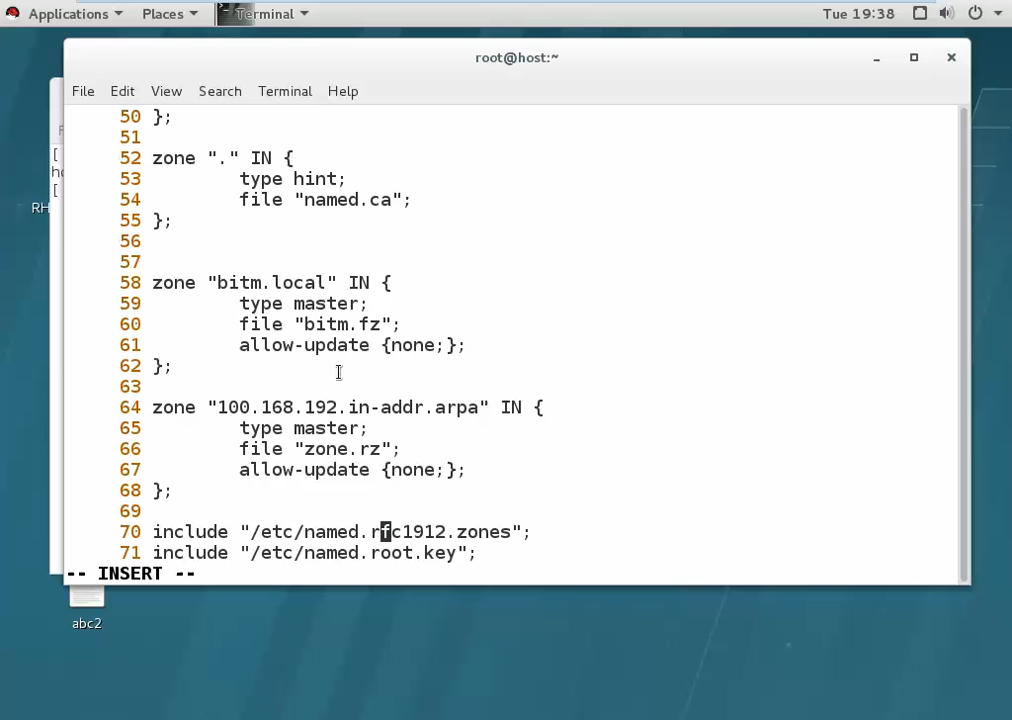 Applications Places Terminal Tue 19:38
root@host:~
File Edit View Search Terminal Help
50 };
51
52 zone "." IN {
53 type hint;
54 file "named.ca";
55 };
56
57
58 zone "bitm.local" IN {
59 type master;
60 file "bitm.fz";
61 allow-update {none;};
62 };
63
64 zone "100.168.192.in-addr.arpa" IN {
65 type master;
66 file "zone.rz";
67 allow-update {none;};
68 };
69
70 include "/etc/named.rfc1912.zones";
71 include "/etc/named.root.key";
-- INSERT --
[
[
RH
abc2